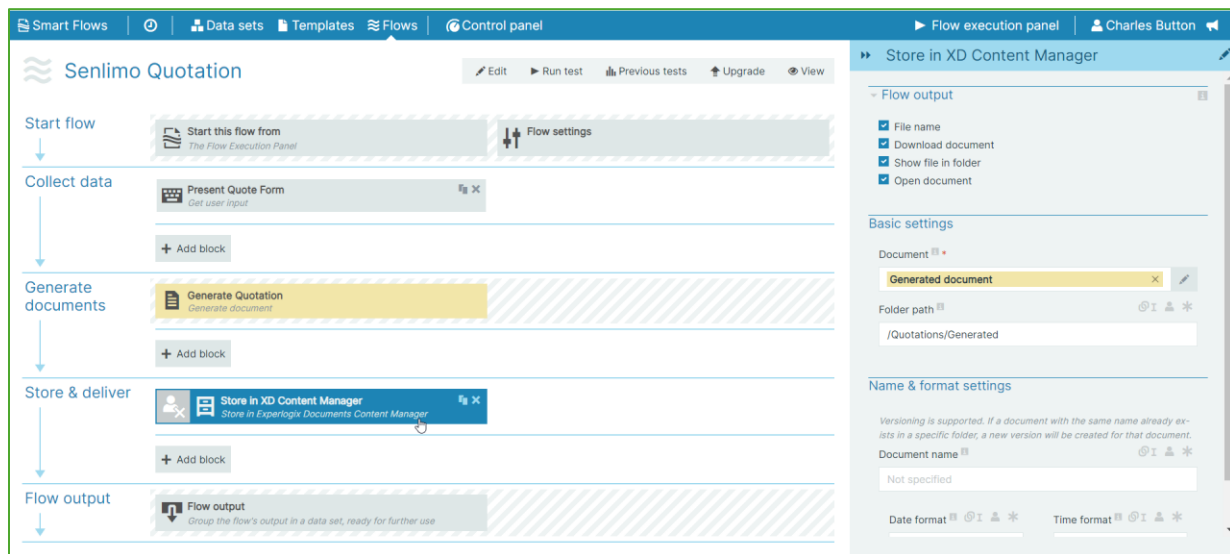 Smart Flows
Data sets
Templates
Flows
Control panel
Flow execution panel
Charles Button
Senlimo Quotation
Edit
Run test
Previous tests
Upgrade
View
Start flow
Start this flow from
The Flow Execution Panel
Flow settings
Collect data
Present Quote Form
Get user input
+ Add block
Generate
documents
Generate Quotation
Generate document
+ Add block
Store & deliver
Store in XD Content Manager
Store in Experlogix Documents Content Manager
+ Add block
Flow output
Flow output
Group the flow's output in a data set, ready for further use
Store in XD Content Manager
Flow output
File name
Download document
Show file in folder
Open document
Basic settings
Document *
Generated document
Folder path
/Quotations/Generated
Name & format settings
Versioning is supported. If a document with the same name already ex-
ists in a specific folder, a new version will be created for that document.
Document name
Not specified
Date format
Time format